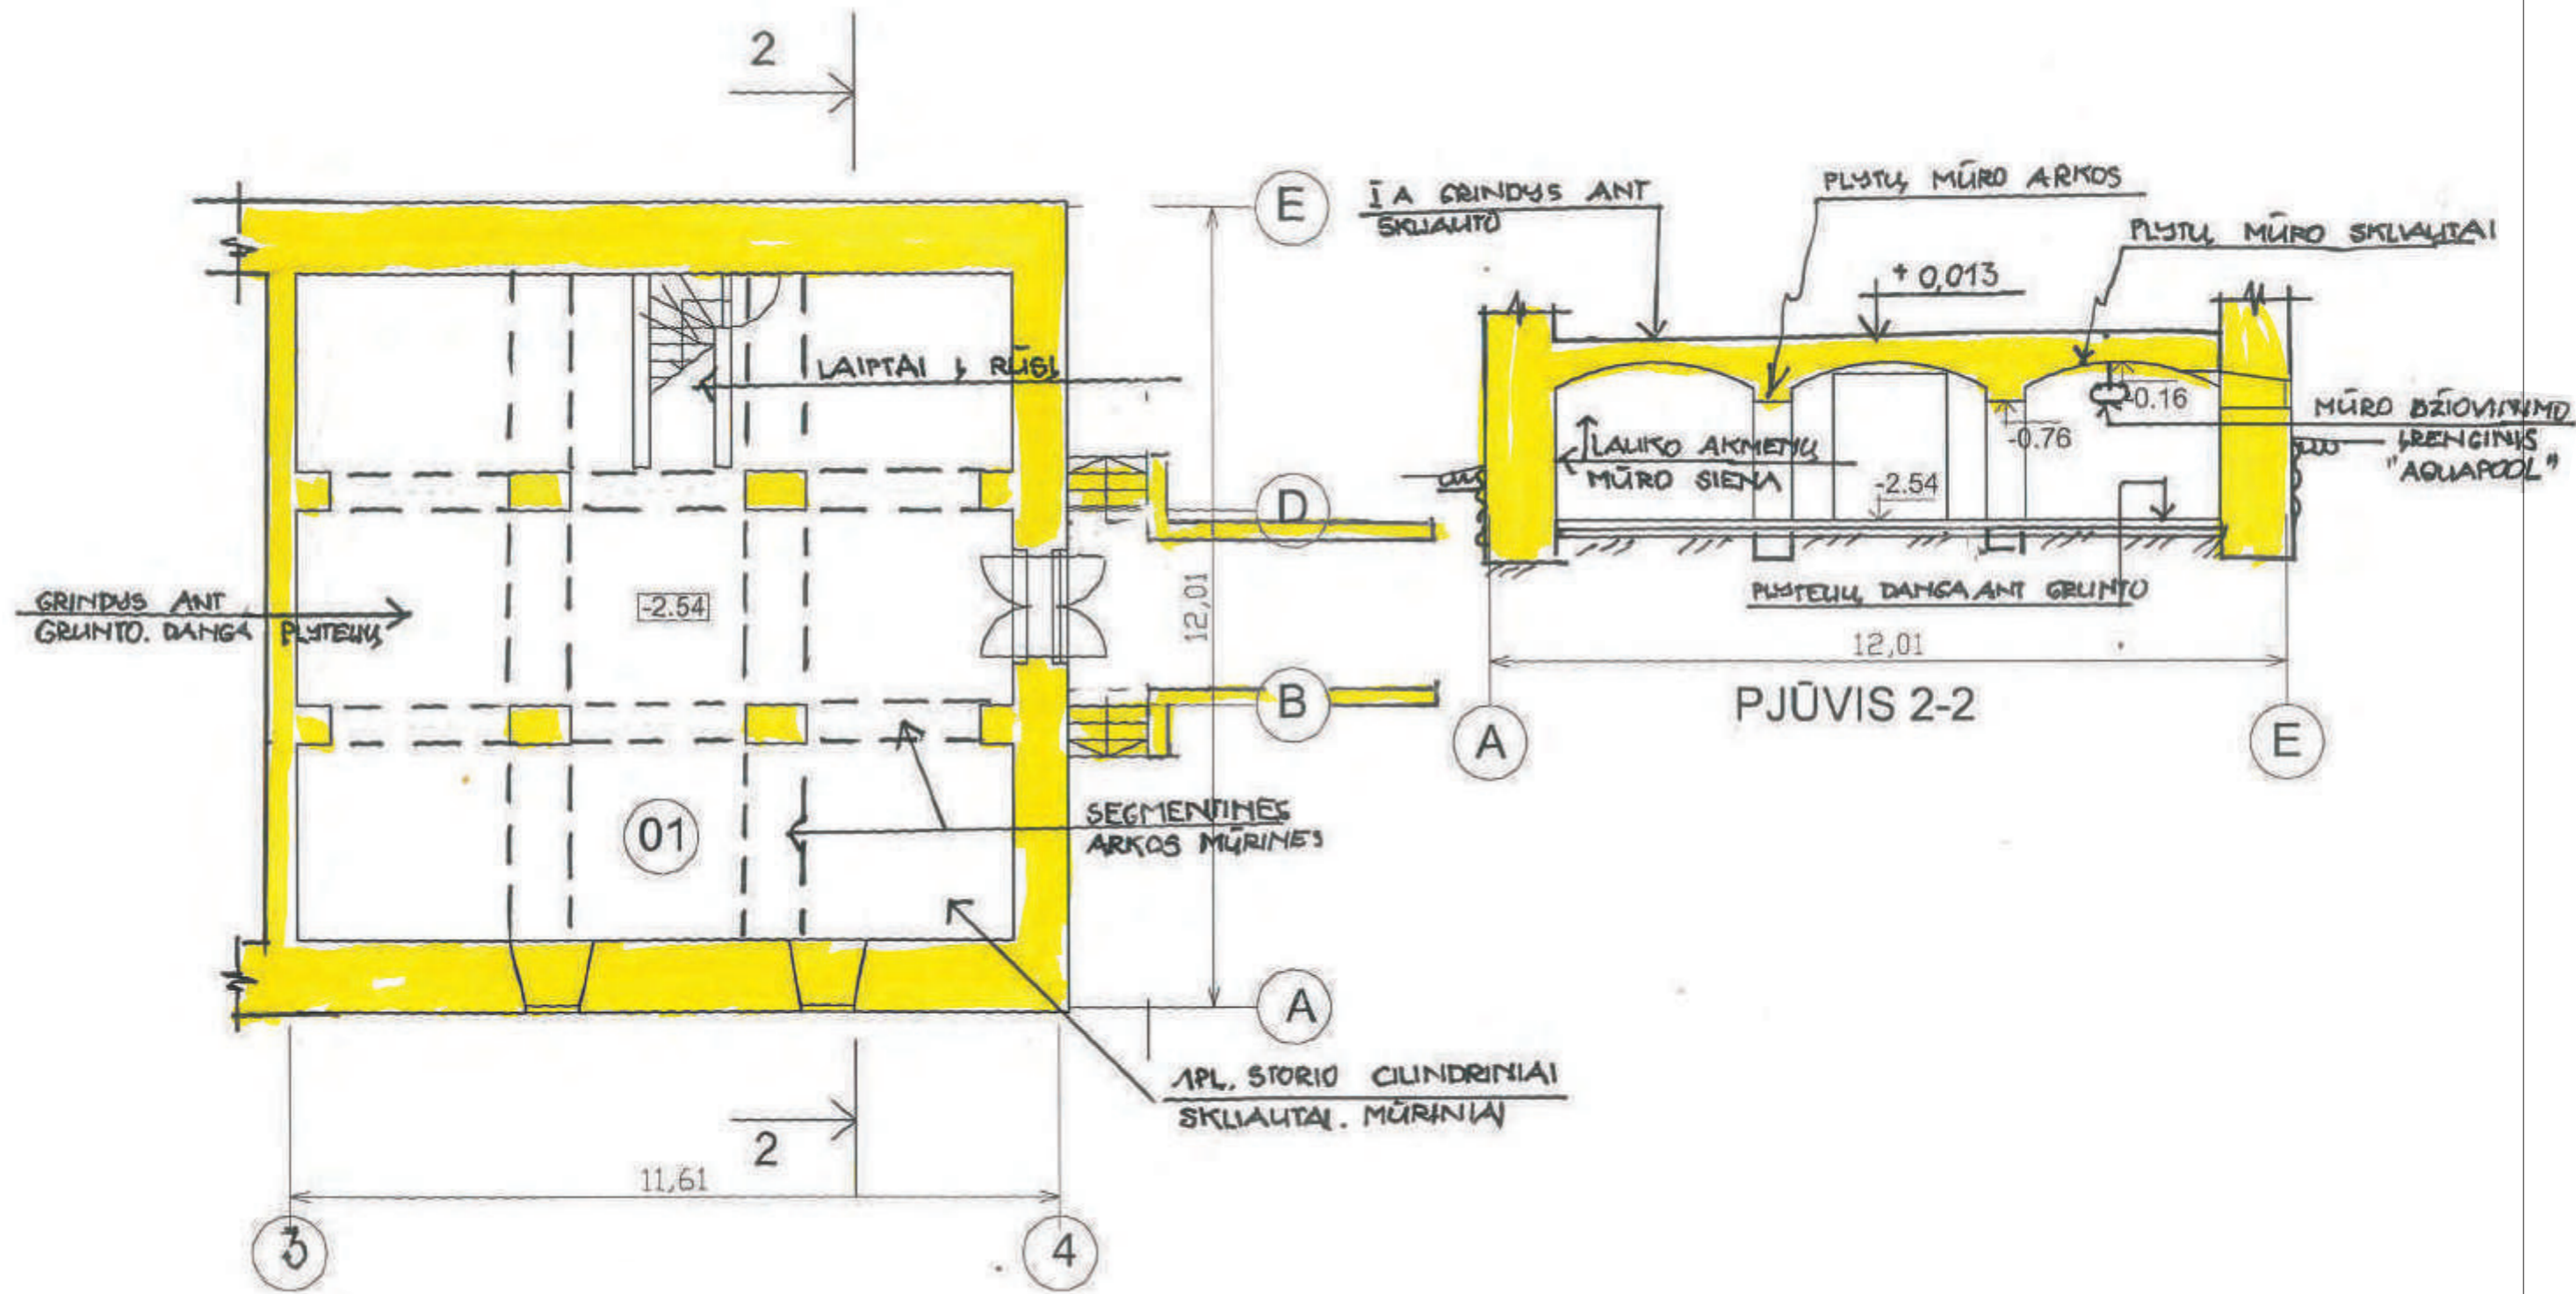 2
E
LAIPTAI Į RŪSĮ
D
GRINDYS ANT
GRUNTO. DANGA PLYTELIŲ
-2.54
12,01
B
01
SEGMENTINĖS
ARKOS MŪRINĖS
A
1PL. STORIO CILINDRINIAI
SKLIAUTAI. MŪRINIAI
2
11,61
3
4
I A GRINDYS ANT
SKLIAUTO
PLYTŲ MŪRO ARKOS
PLYTŲ MŪRO SKLIAUTAI
+ 0,013
-0.16
-0.76
MŪRO DŽIOVINIMO
ĮRENGINIS
"AQUAPOOL"
LAUKO AKMENŲ
MŪRO SIENA
-2.54
PLYTELIŲ DANGA ANT GRUNTO
12,01
PJŪVIS 2-2
A
E